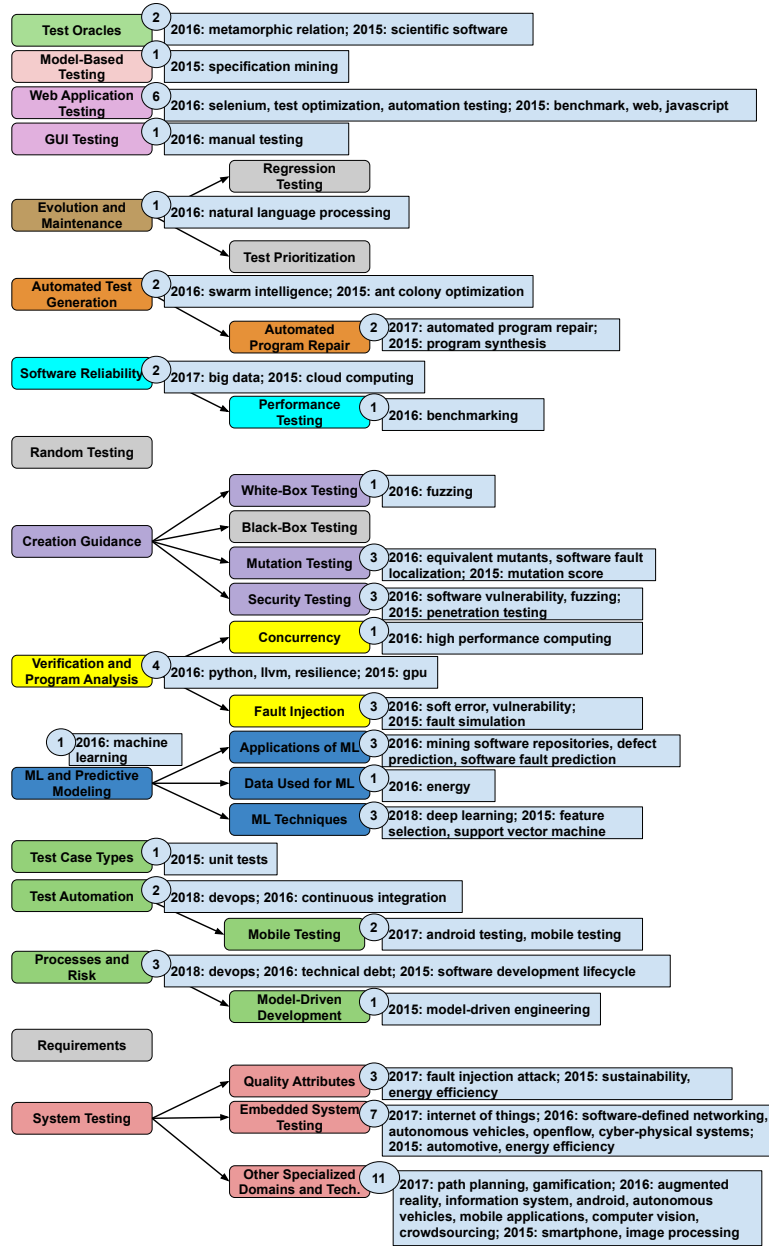 Test Oracles
2
2016: metamorphic relation; 2015: scientific software
Model-Based
Testing
1
2015: specification mining
Web Application
Testing
6
2016: selenium, test optimization, automation testing; 2015: benchmark, web, javascript
GUI Testing
1
2016: manual testing
Regression
Testing
Evolution and
Maintenance
1
2016: natural language processing
Test Prioritization
Automated Test
Generation
2
2016: swarm intelligence; 2015: ant colony optimization
Automated
Program Repair
2
2017: automated program repair;
2015: program synthesis
Software Reliability
2
2017: big data; 2015: cloud computing
Performance
Testing
1
2016: benchmarking
Random Testing
White-Box Testing
1
2016: fuzzing
Creation Guidance
Black-Box Testing
Mutation Testing
3
2016: equivalent mutants, software fault
localization; 2015: mutation score
Security Testing
3
2016: software vulnerability, fuzzing;
2015: penetration testing
Concurrency
1
2016: high performance computing
Verification and
Program Analysis
4
2016: python, llvm, resilience; 2015: gpu
Fault Injection
3
2016: soft error, vulnerability;
2015: fault simulation
1
2016: machine
learning
ML and Predictive
Modeling
Applications of ML
3
2016: mining software repositories, defect
prediction, software fault prediction
Data Used for ML
1
2016: energy
ML Techniques
3
2018: deep learning; 2015: feature
selection, support vector machine
Test Case Types
1
2015: unit tests
Test Automation
2
2018: devops; 2016: continuous integration
Mobile Testing
2
2017: android testing, mobile testing
Processes and
Risk
3
2018: devops; 2016: technical debt; 2015: software development lifecycle
Model-Driven
Development
1
2015: model-driven engineering
Requirements
Quality Attributes
3
2017: fault injection attack; 2015: sustainability,
energy efficiency
System Testing
Embedded System
Testing
7
2017: internet of things; 2016: software-defined networking,
autonomous vehicles, openflow, cyber-physical systems;
2015: automotive, energy efficiency
Other Specialized
Domains and Tech.
11
2017: path planning, gamification; 2016: augmented
reality, information system, android, autonomous
vehicles, mobile applications, computer vision,
crowdsourcing; 2015: smartphone, image processing